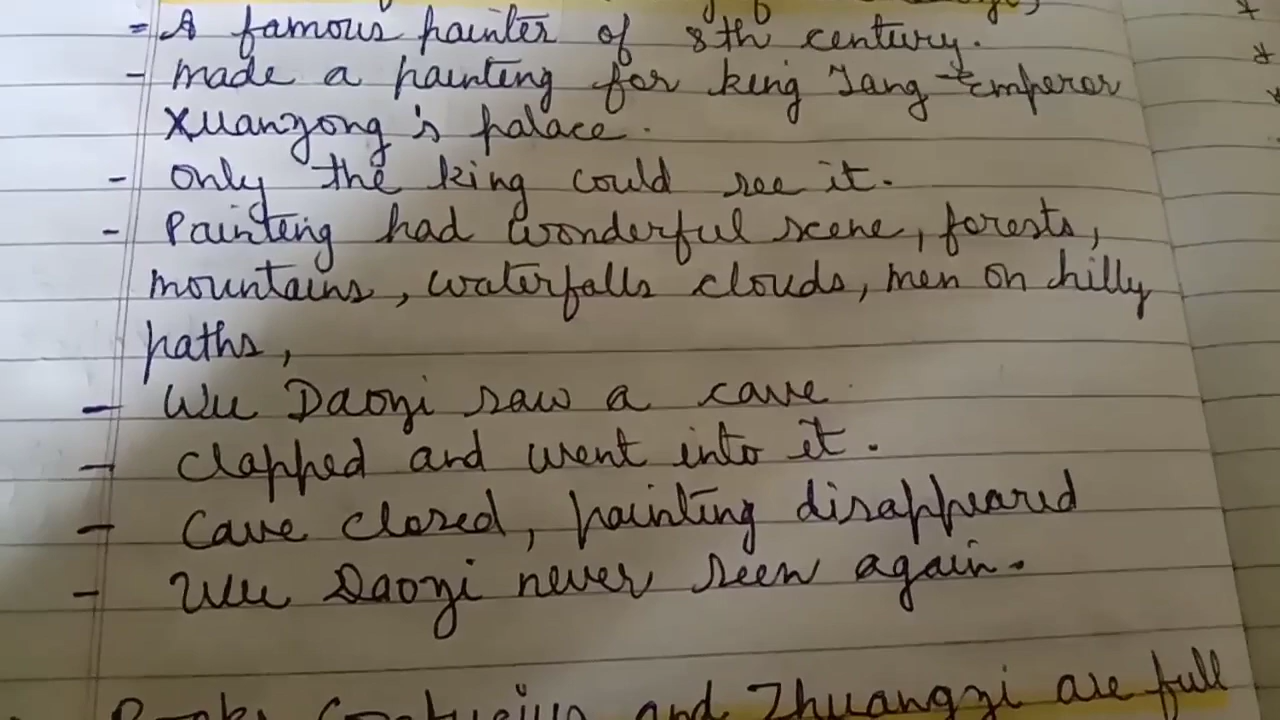 - A famous painter of 8th century.
- made a painting for king Tang Emperor
Xuanzong's palace.
- only the king could see it.
- Painting had wonderful scene, forests,
mountains, waterfalls clouds, men on hilly
paths,
- Wu Daozi saw a cave
- clapped and went into it.
- Cave closed, painting disappeared
- Wu Daozi never seen again.
Confucius and Zhuangzi are full